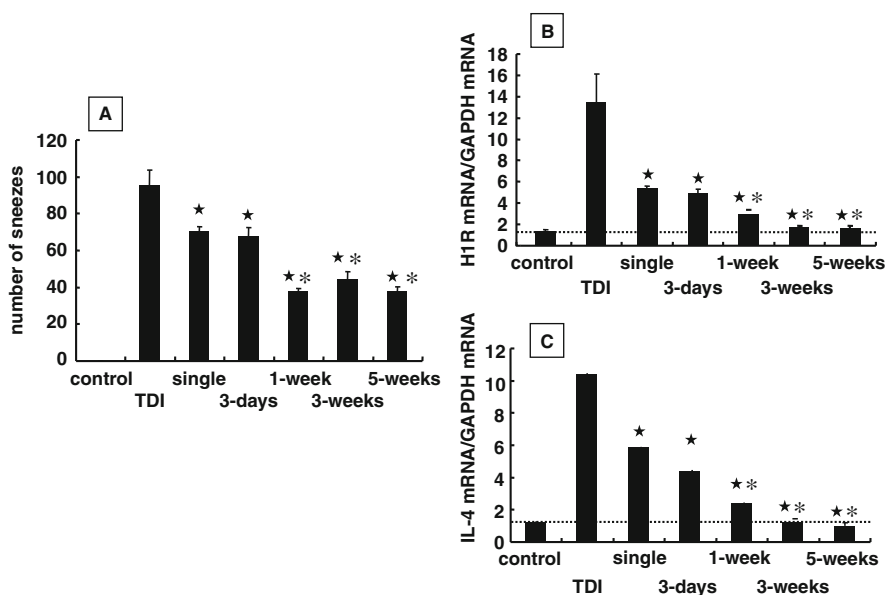 A
number of sneezes
120
100
80
60
40
20
0
★ ★ ★* ★* ★*
control single 1-week 5-weeks
TDI 3-days 3-weeks
B
H1R mRNA/GAPDH mRNA
18
16
14
12
10
8
6
4
2
0
★ ★ ★* ★* ★*
control single 1-week 5-weeks
TDI 3-days 3-weeks
C
IL-4 mRNA/GAPDH mRNA
12
10
8
6
4
2
0
★ ★ ★* ★* ★*
control single 1-week 5-weeks
TDI 3-days 3-weeks